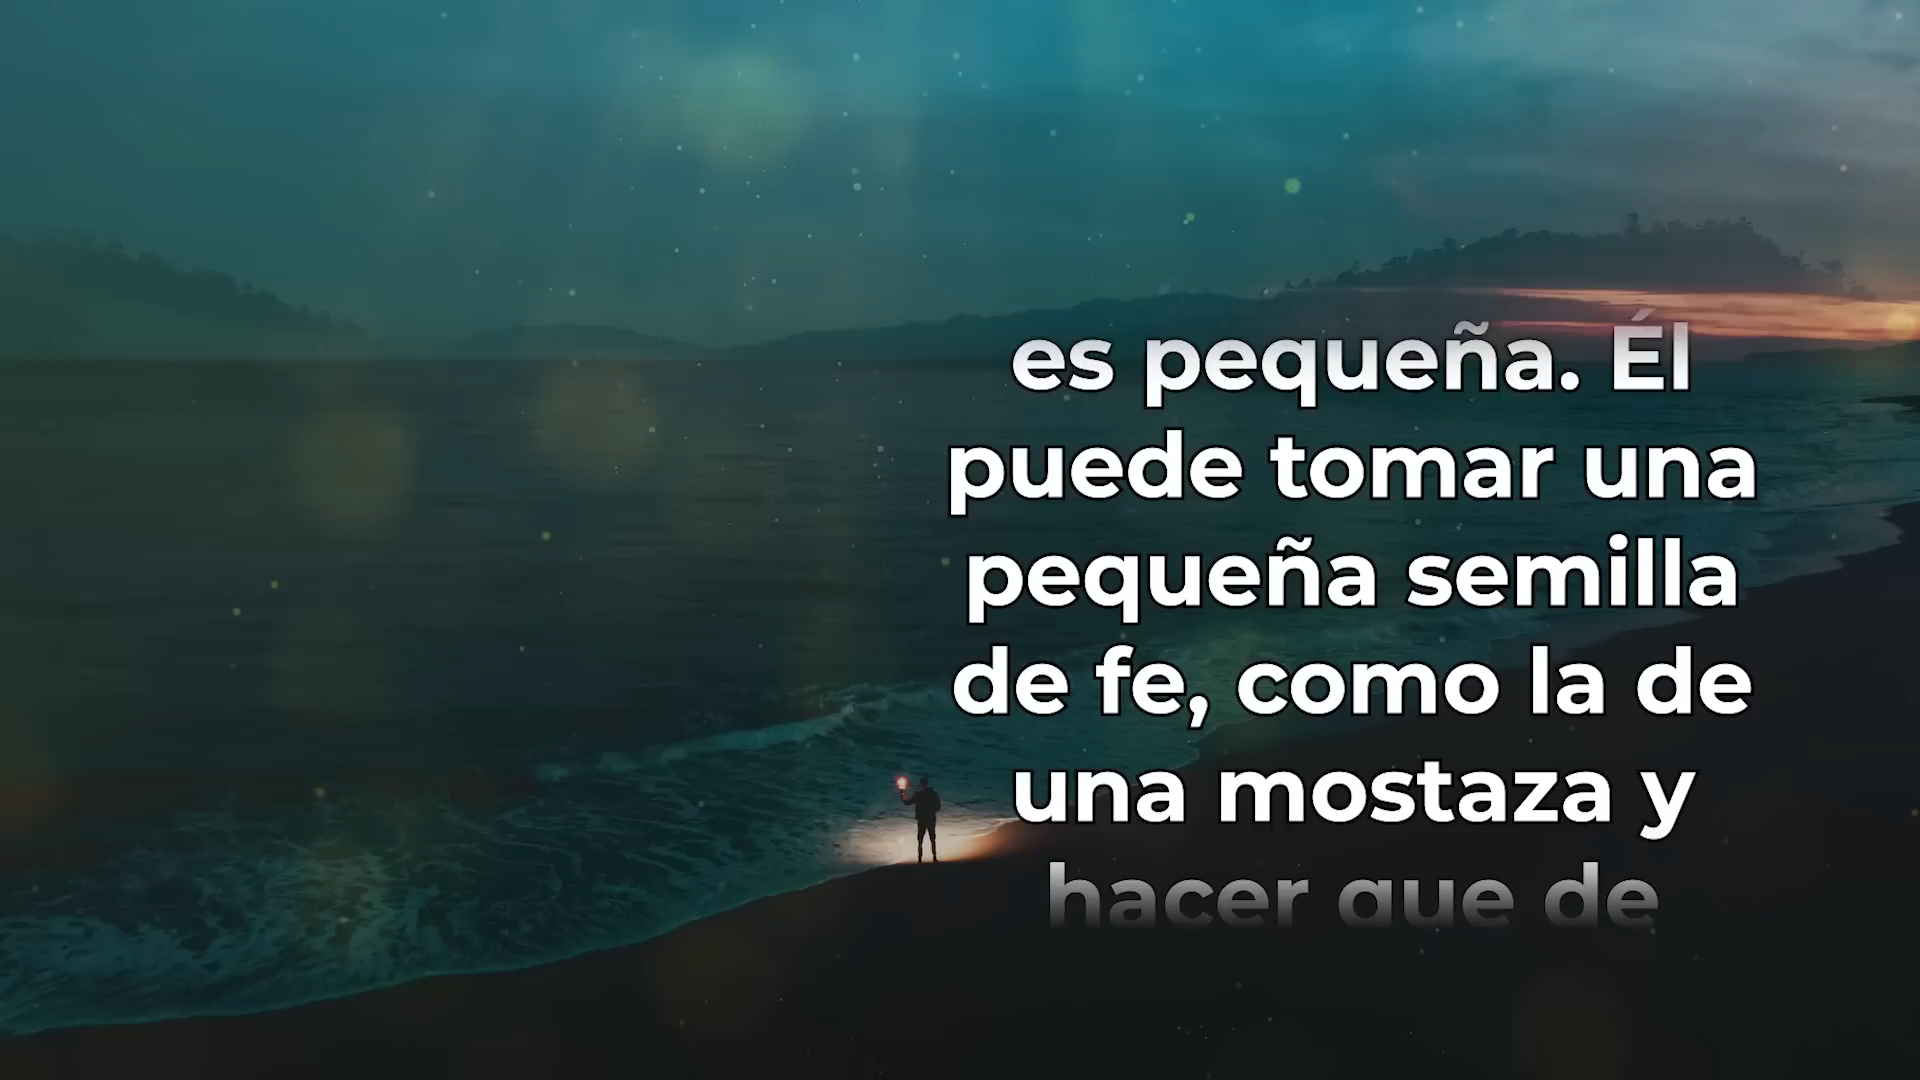 es pequeña. Él
puede tomar una
pequeña semilla
de fe, como la de
una mostaza y
hacer que de